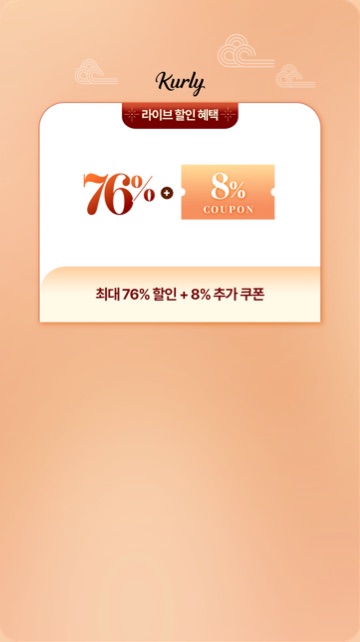 Kurly
라이브 할인 혜택
76% + 8%
COUPON
최대 76% 할인 + 8% 추가 쿠폰